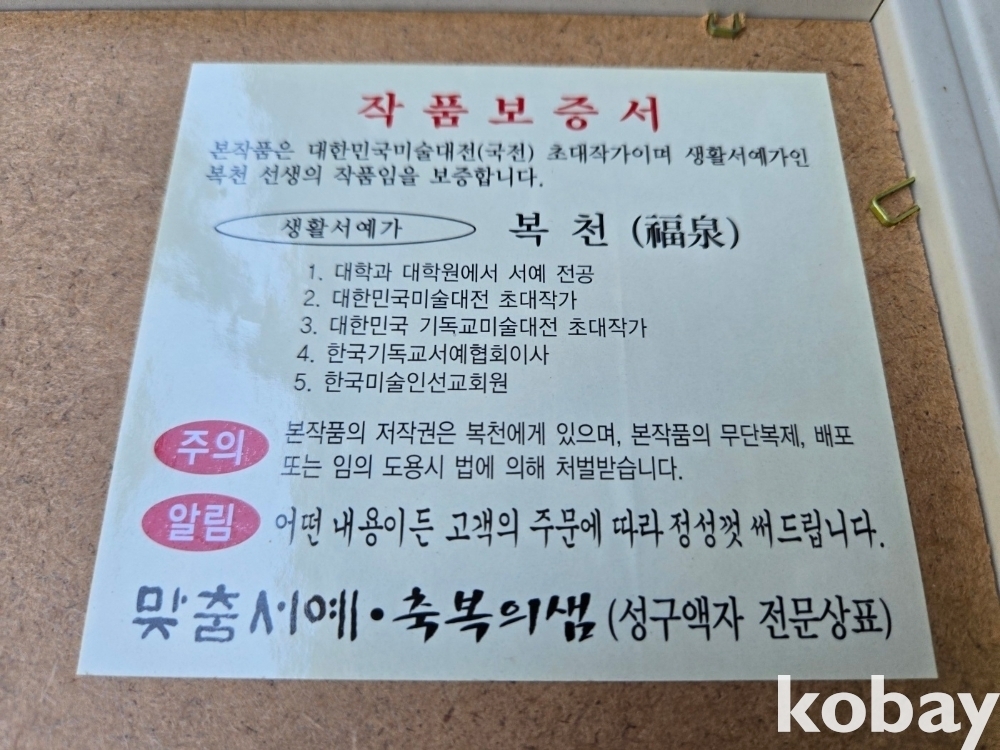 작품보증서
본작품은 대한민국미술대전(국전) 초대작가이며 생활서예가인
복천 선생의 작품임을 보증합니다.
생활서예가 복 천 (福泉)
1. 대학과 대학원에서 서예 전공
2. 대한민국미술대전 초대작가
3. 대한민국 기독교미술대전 초대작가
4. 한국기독교서예협회이사
5. 한국미술인선교회원
주의 본작품의 저작권은 복천에게 있으며, 본작품의 무단복제, 배포
또는 임의 도용시 법에 의해 처벌받습니다.
알림 어떤 내용이든 고객의 주문에 따라 정성껏 써 드립니다.
맞춤서예·축복의샘 (성구액자 전문상표)
kobay